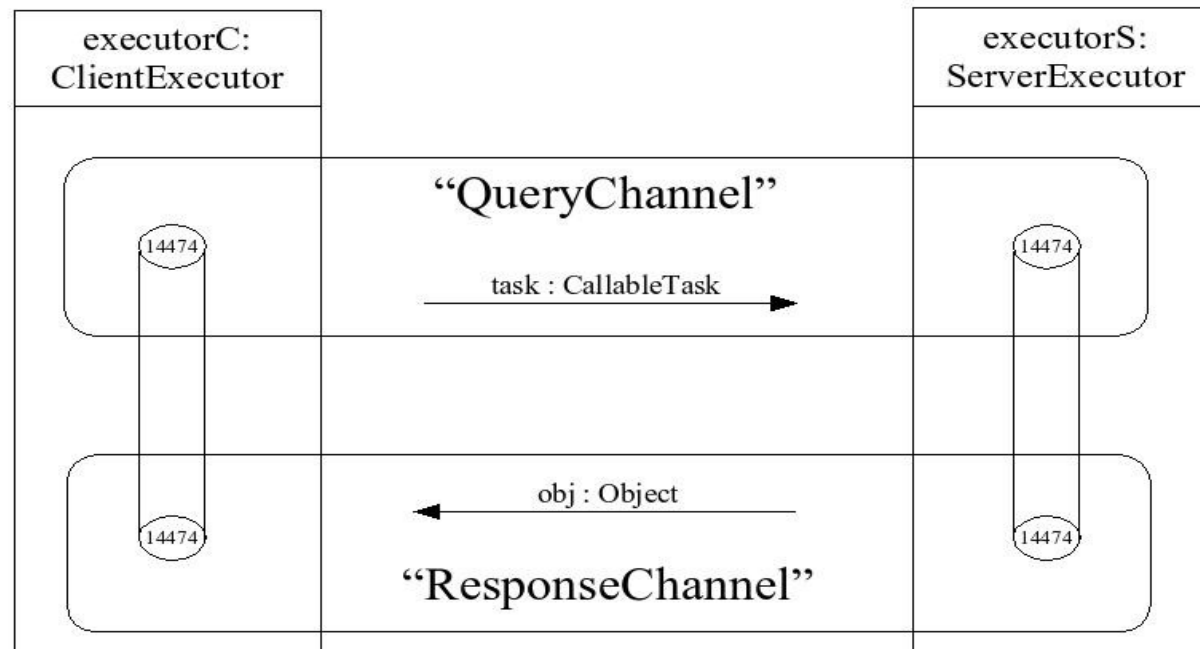 executorC:
ClientExecutor
executorS:
ServerExecutor
“QueryChannel”
14474
14474
task : CallableTask
obj : Object
14474
14474
“ResponseChannel”